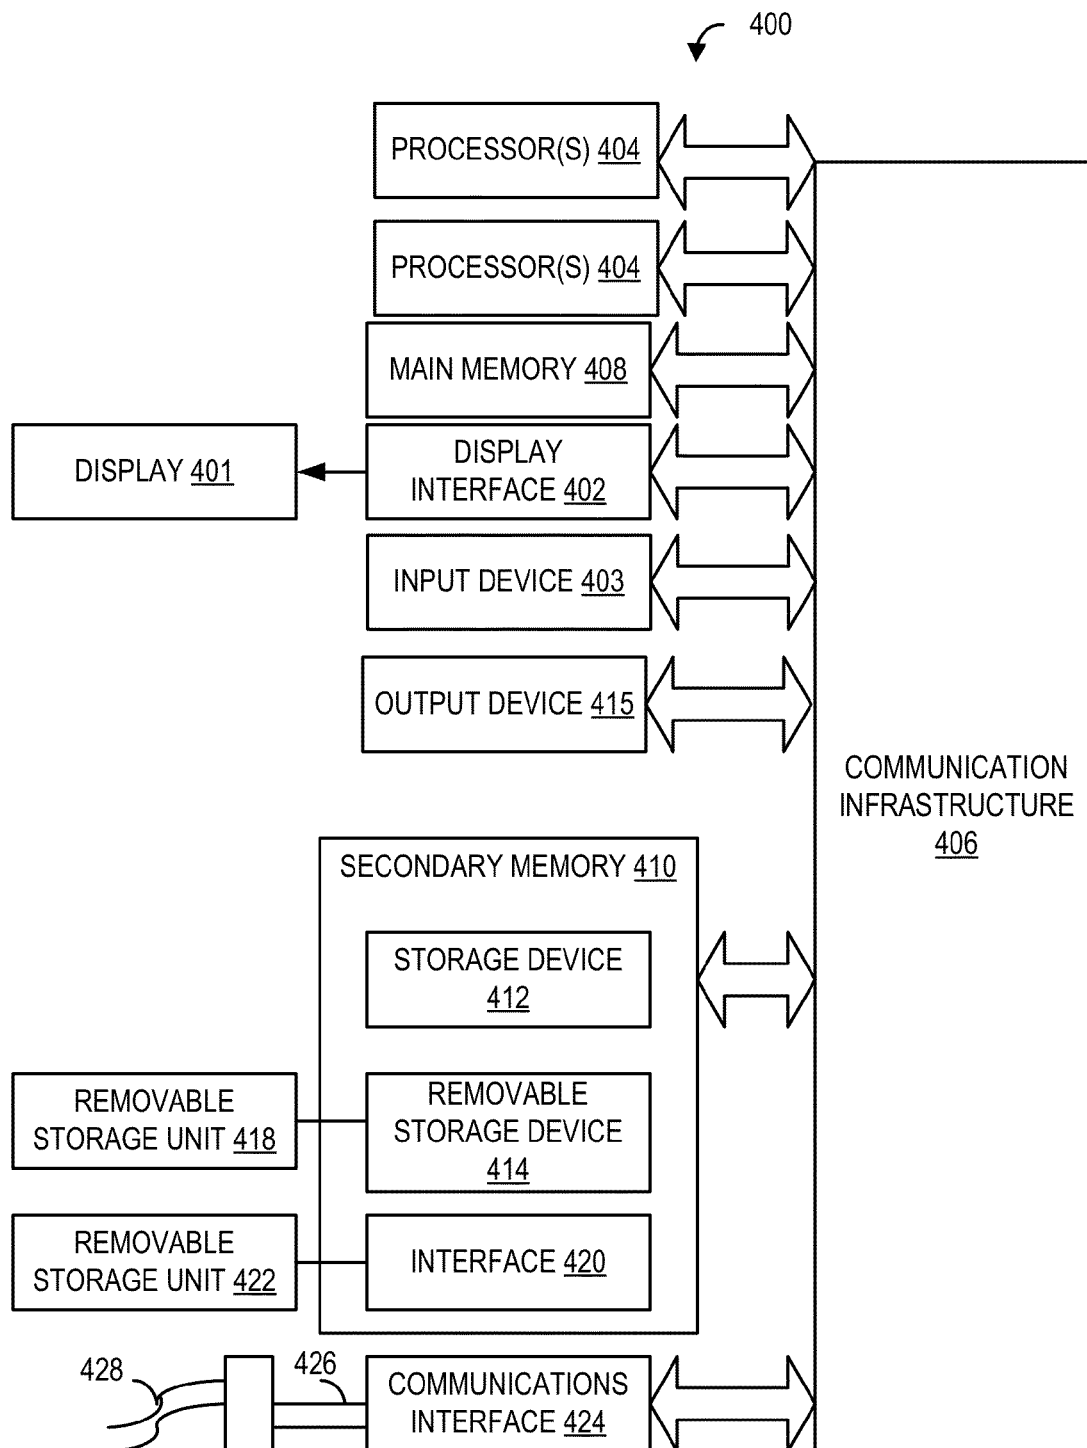 400
PROCESSOR(S) 404
PROCESSOR(S) 404
MAIN MEMORY 408
DISPLAY 401
DISPLAY
INTERFACE 402
INPUT DEVICE 403
OUTPUT DEVICE 415
COMMUNICATION
INFRASTRUCTURE
406
SECONDARY MEMORY 410
STORAGE DEVICE
412
REMOVABLE
STORAGE UNIT 418
REMOVABLE
STORAGE DEVICE
414
REMOVABLE
STORAGE UNIT 422
INTERFACE 420
428
426
COMMUNICATIONS
INTERFACE 424